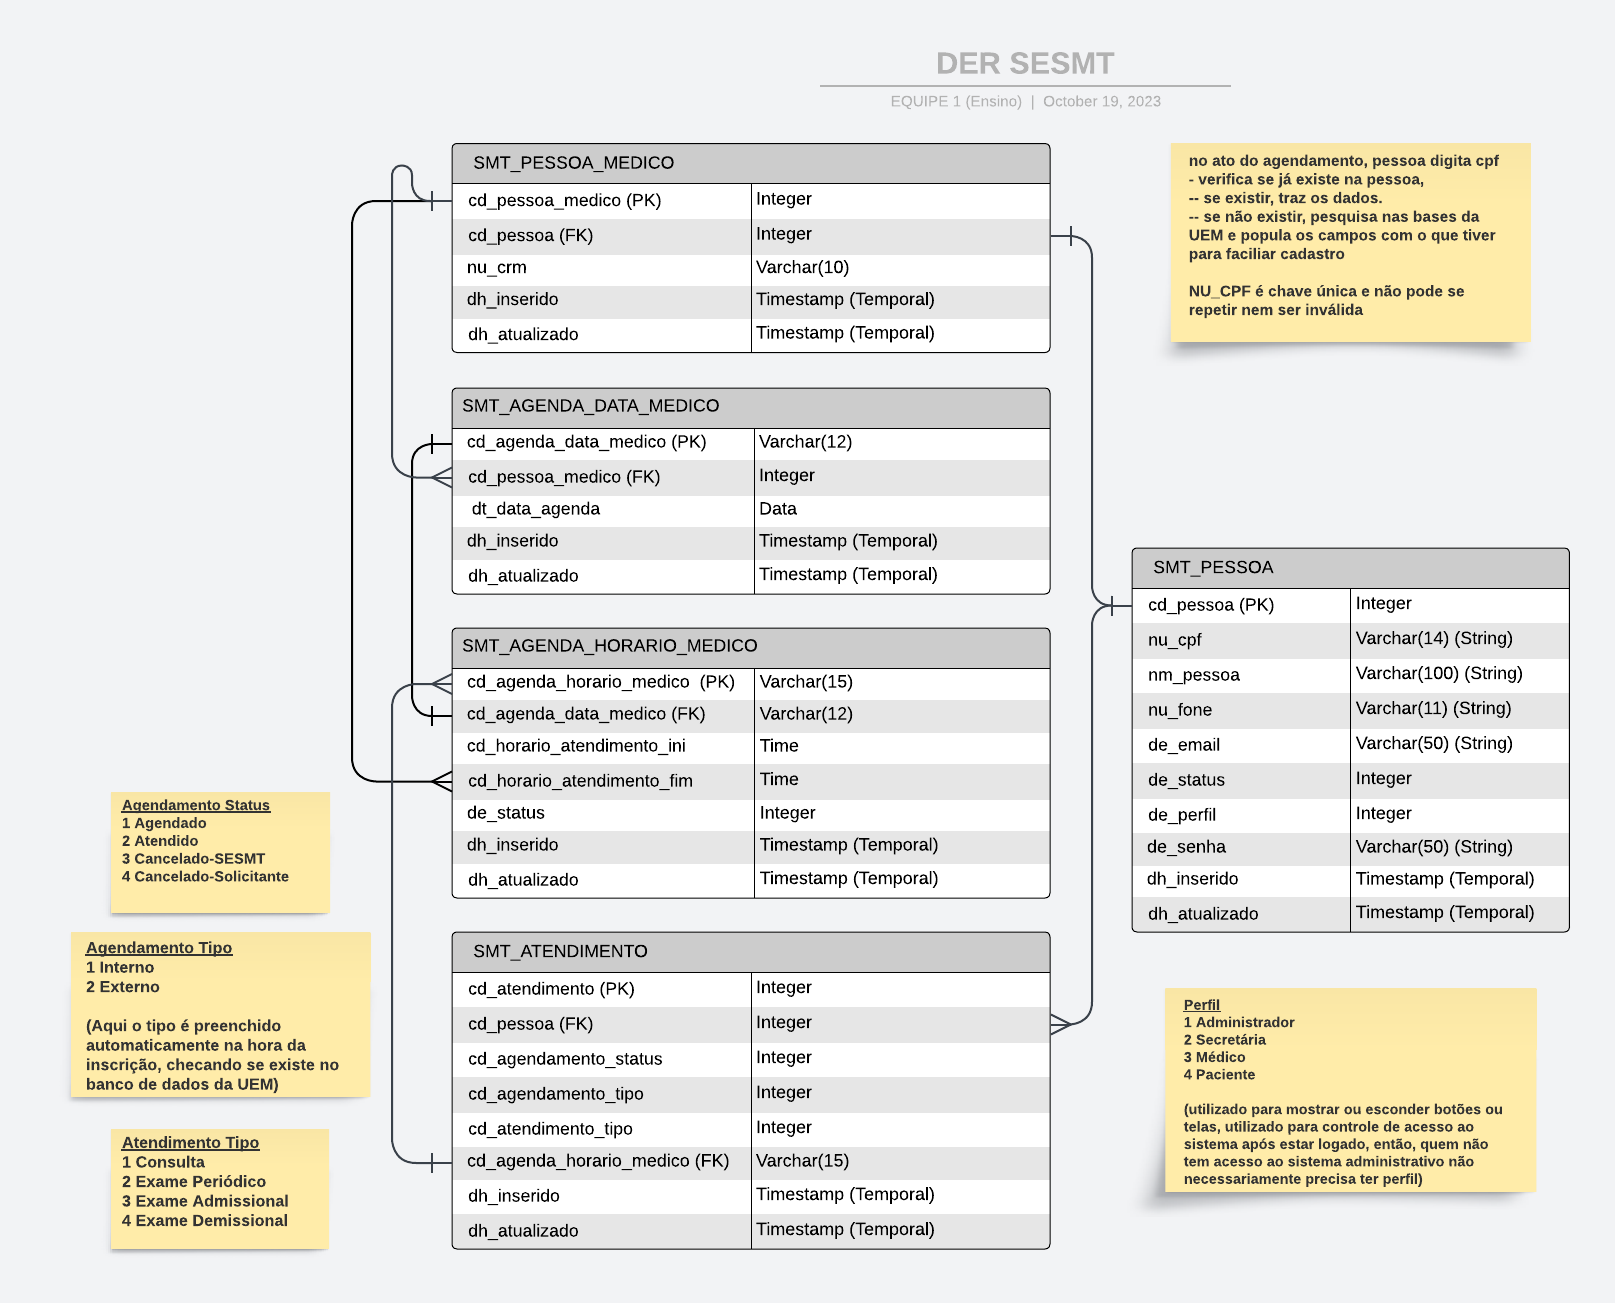 DER SESMT
EQUIPE 1 (Ensino) | October 19, 2023
SMT_PESSOA_MEDICO
cd_pessoa_medico (PK) Integer
cd_pessoa (FK) Integer
nu_crm Varchar(10)
dh_inserido Timestamp (Temporal)
dh_atualizado Timestamp (Temporal)
no ato do agendamento, pessoa digita cpf
- verifica se já existe na pessoa,
-- se existir, traz os dados.
-- se não existir, pesquisa nas bases da
UEM e popula os campos com o que tiver
para faciliar cadastro
NU_CPF é chave única e não pode se
repetir nem ser inválida
SMT_AGENDA_DATA_MEDICO
cd_agenda_data_medico (PK) Varchar(12)
cd_pessoa_medico (FK) Integer
dt_data_agenda Data
dh_inserido Timestamp (Temporal)
dh_atualizado Timestamp (Temporal)
SMT_AGENDA_HORARIO_MEDICO
cd_agenda_horario_medico (PK) Varchar(15)
cd_agenda_data_medico (FK) Varchar(12)
cd_horario_atendimento_ini Time
cd_horario_atendimento_fim Time
de_status Integer
dh_inserido Timestamp (Temporal)
dh_atualizado Timestamp (Temporal)
SMT_PESSOA
cd_pessoa (PK) Integer
nu_cpf Varchar(14) (String)
nm_pessoa Varchar(100) (String)
nu_fone Varchar(11) (String)
de_email Varchar(50) (String)
de_status Integer
de_perfil Integer
de_senha Varchar(50) (String)
dh_inserido Timestamp (Temporal)
dh_atualizado Timestamp (Temporal)
Agendamento Status
1 Agendado
2 Atendido
3 Cancelado-SESMT
4 Cancelado-Solicitante
Agendamento Tipo
1 Interno
2 Externo
(Aqui o tipo é preenchido
automaticamente na hora da
inscrição, checando se existe no
banco de dados da UEM)
Atendimento Tipo
1 Consulta
2 Exame Periódico
3 Exame Admissional
4 Exame Demissional
SMT_ATENDIMENTO
cd_atendimento (PK) Integer
cd_pessoa (FK) Integer
cd_agendamento_status Integer
cd_agendamento_tipo Integer
cd_atendimento_tipo Integer
cd_agenda_horario_medico (FK) Varchar(15)
dh_inserido Timestamp (Temporal)
dh_atualizado Timestamp (Temporal)
Perfil
1 Administrador
2 Secretária
3 Médico
4 Paciente
(utilizado para mostrar ou esconder botões ou
telas, utilizado para controle de acesso ao
sistema após estar logado, então, quem não
tem acesso ao sistema administrativo não
necessariamente precisa ter perfil)